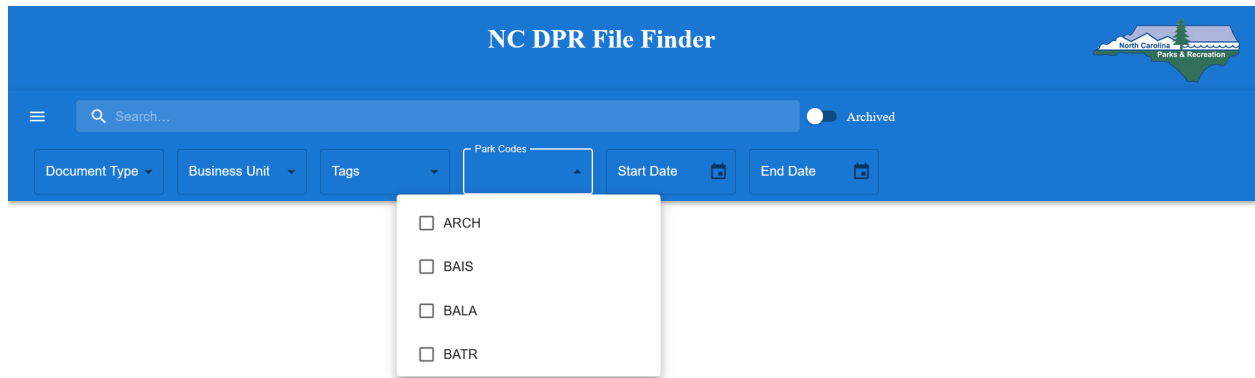 NC DPR File Finder
North Carolina
Parks & Recreation
Search...
Archived
Document Type
Business Unit
Tags
Park Codes
Start Date
End Date
ARCH
BAIS
BALA
BATR